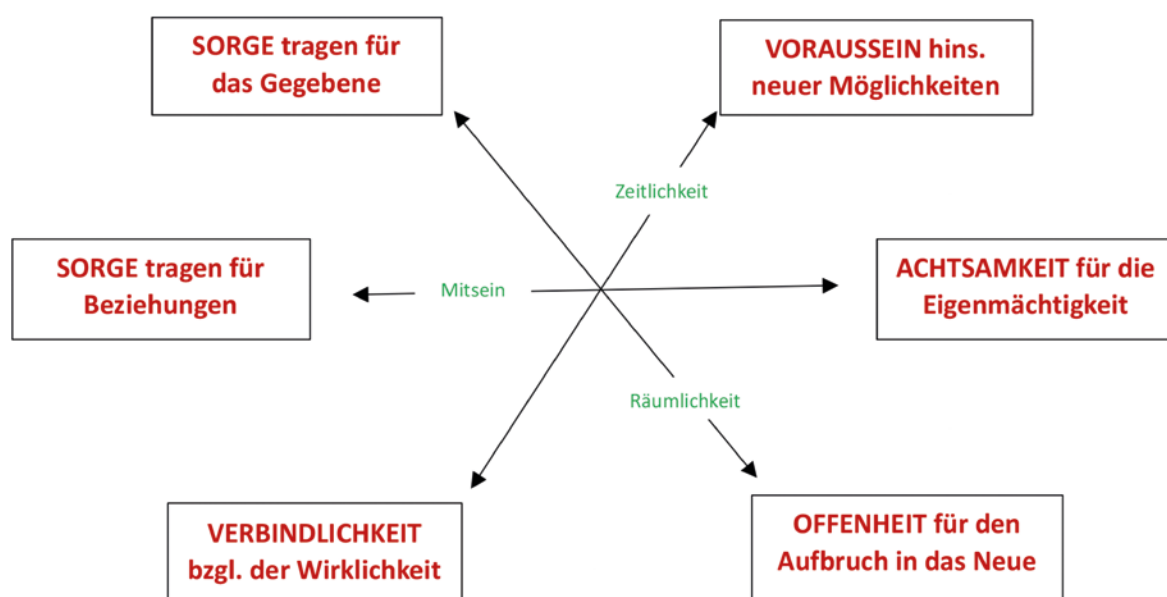 SORGE tragen für
das Gegebene
VORAUSSEIN hins.
neuer Möglichkeiten
Zeitlichkeit
SORGE tragen für
Beziehungen
Mitsein
ACHTSAMKEIT für die
Eigenmächtigkeit
Räumlichkeit
VERBINDLICHKEIT
bzgl. der Wirklichkeit
OFFENHEIT für den
Aufbruch in das Neue